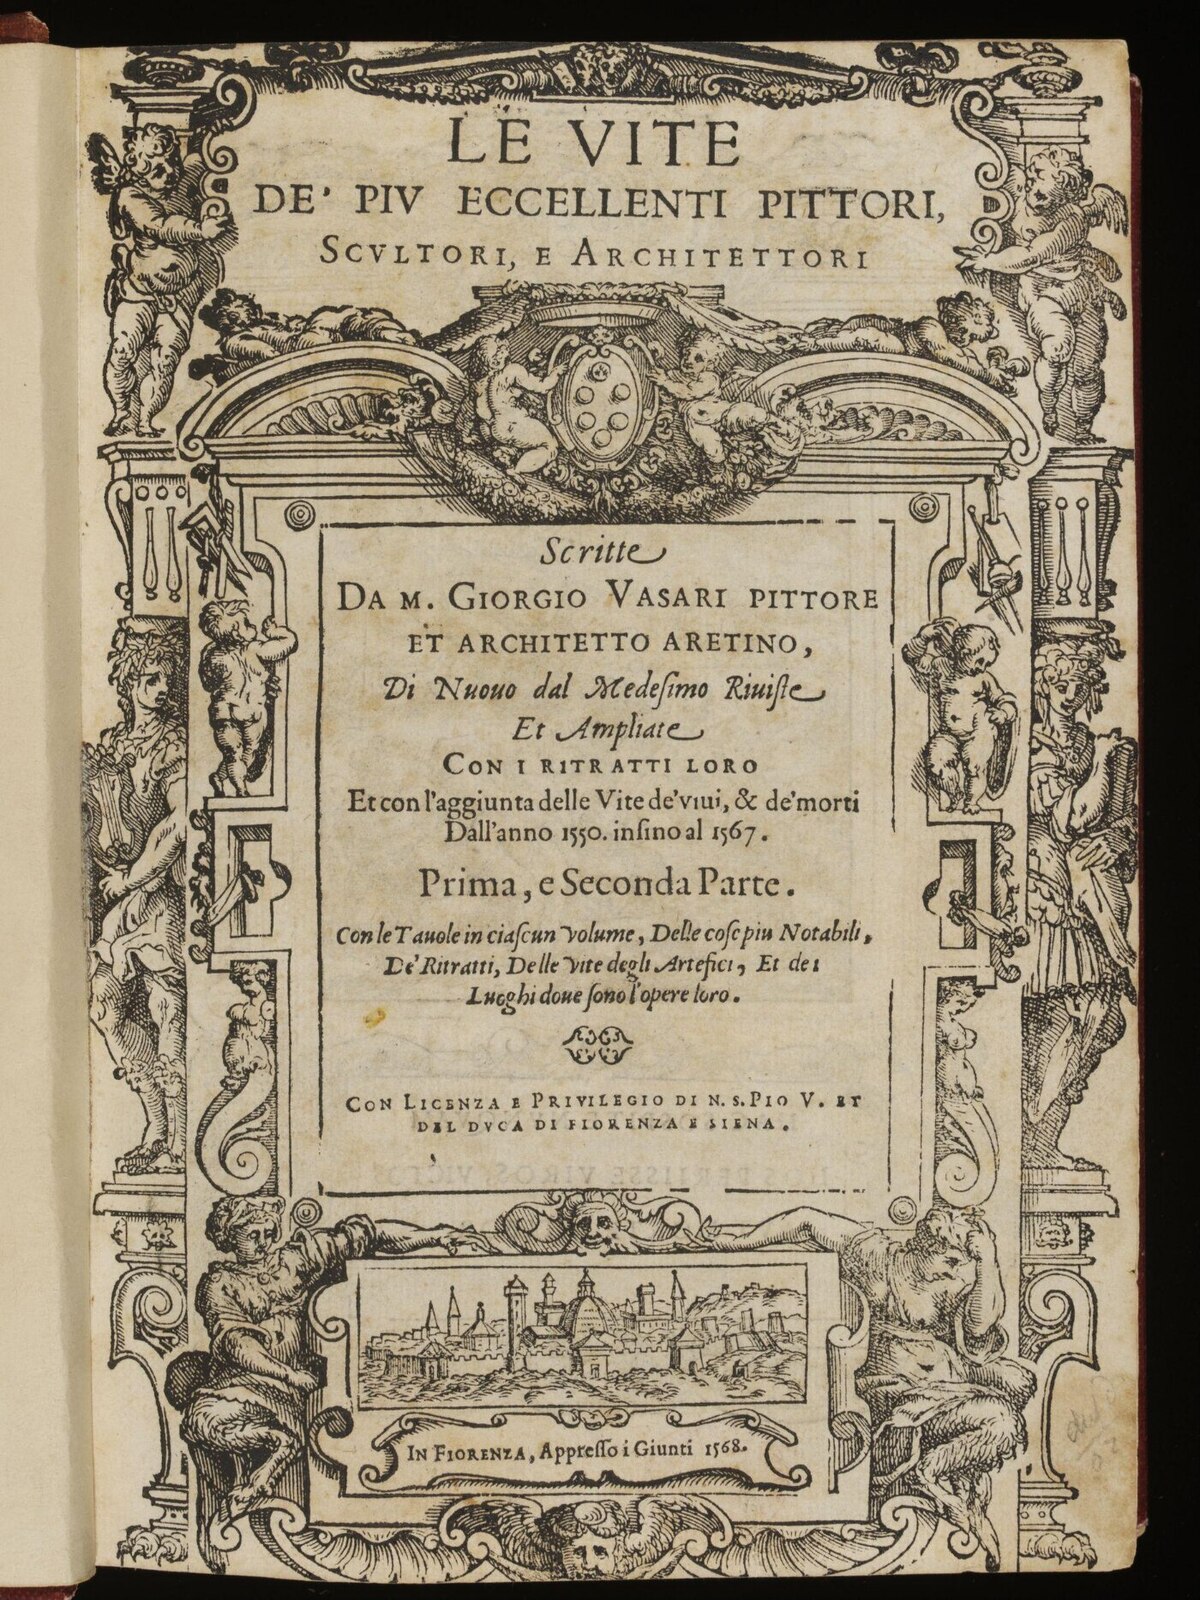 LE VITE
DE' PIV ECCELLENTI PITTORI,
SCVLTORI, E ARCHITETTORI
Scritte
DA M. GIORGIO VASARI PITTORE
ET ARCHITETTO ARETINO,
Di Nuouo dal Medesimo Riuiste
Et Ampliate
CON I RITRATTI LORO
Et con l'aggiunta delle Vite de' viui, & de' morti
Dall'anno 1550. insino al 1567.
Prima, e Seconda Parte.
Con le Tauole in ciascun volume, Delle cose piu Notabili,
De' Ritratti, Delle vite degli Artefici, Et dei
Luoghi doue sono l'opere loro.
CON LICENZA E PRIVILEGIO DI N. S. PIO V. ET
DEL DVCA DI FIORENZA E SIENA.
IN FIORENZA, Appresso i Giunti 1568.